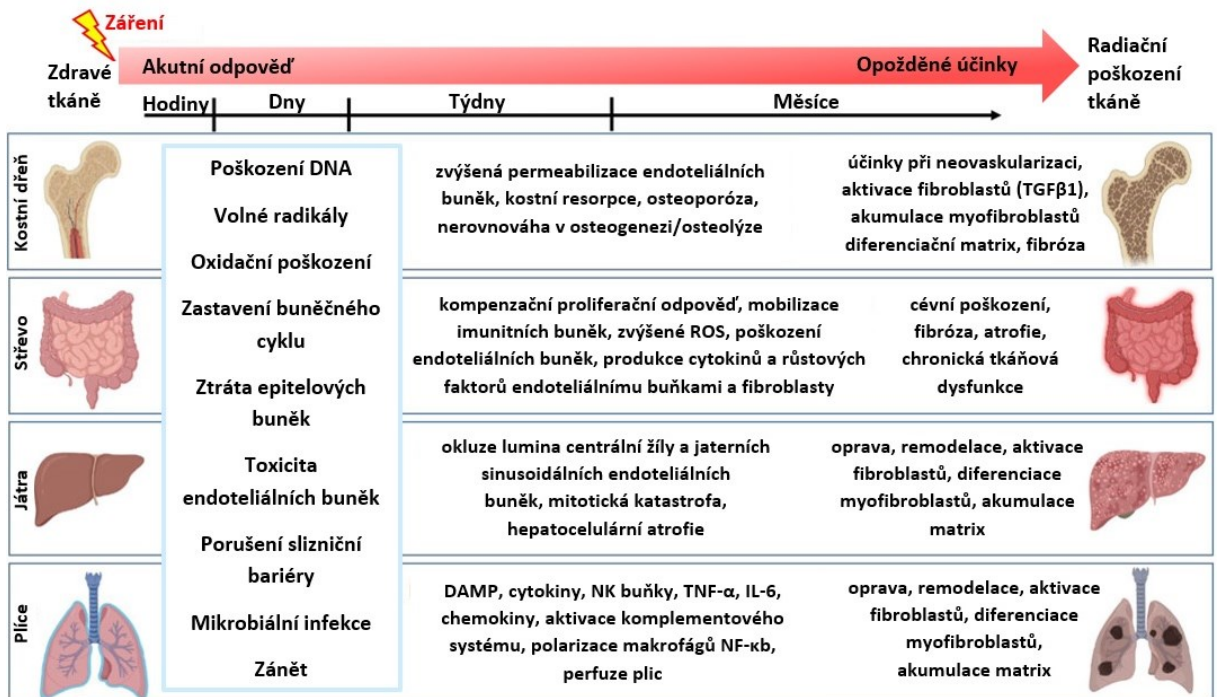 Záření
Zdravé
tkáně
Akutní odpověď
Opožděné účinky
Radiační
poškození
tkáně
Hodiny
Dny
Týdny
Měsíce
Poškození DNA
Volné radikály
Oxidační poškození
Zastavení buněčného
cyklu
Ztráta epitelových
buněk
Toxicita
endoteliálních buněk
Porušení slizniční
bariéry
Mikrobiální infekce
Zánět
Kostní dřeň
zvýšená permeabilizace endoteliálních
buněk, kostní resorpce, osteoporóza,
nerovnováha v osteogenezi/osteolýze
účinky při neovaskularizaci,
aktivace fibroblastů (TGFβ1),
akumulace myofibroblastů
diferenciační matrix, fibróza
Střevo
kompenzační proliferační odpověď, mobilizace
imunitních buněk, zvýšené ROS, poškození
endoteliálních buněk, produkce cytokinů a růstových
faktorů endoteliálnímu buňkami a fibroblasty
cévní poškození,
fibróza, atrofie,
chronická tkáňová
dysfunkce
Játra
okluze lumina centrální žíly a jaterních
sinusoidálních endoteliálních
buněk, mitotická katastrofa,
hepatocelulární atrofie
oprava, remodelace, aktivace
fibroblastů, diferenciace
myofibroblastů, akumulace
matrix
Plíce
DAMP, cytokiny, NK buňky, TNF-α, IL-6,
chemokiny, aktivace komplementového
systému, polarizace makrofágů NF-κb,
perfuze plic
oprava, remodelace, aktivace
fibroblastů, diferenciace
myofibroblastů,
akumulace matrix